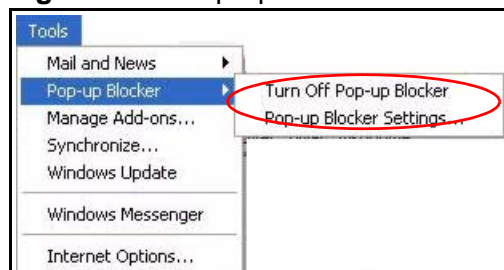 Tools
Mail and News
Pop-up Blocker
Turn Off Pop-up Blocker
Pop-up Blocker Settings...
Manage Add-ons...
Synchronize...
Windows Update
Windows Messenger
Internet Options...